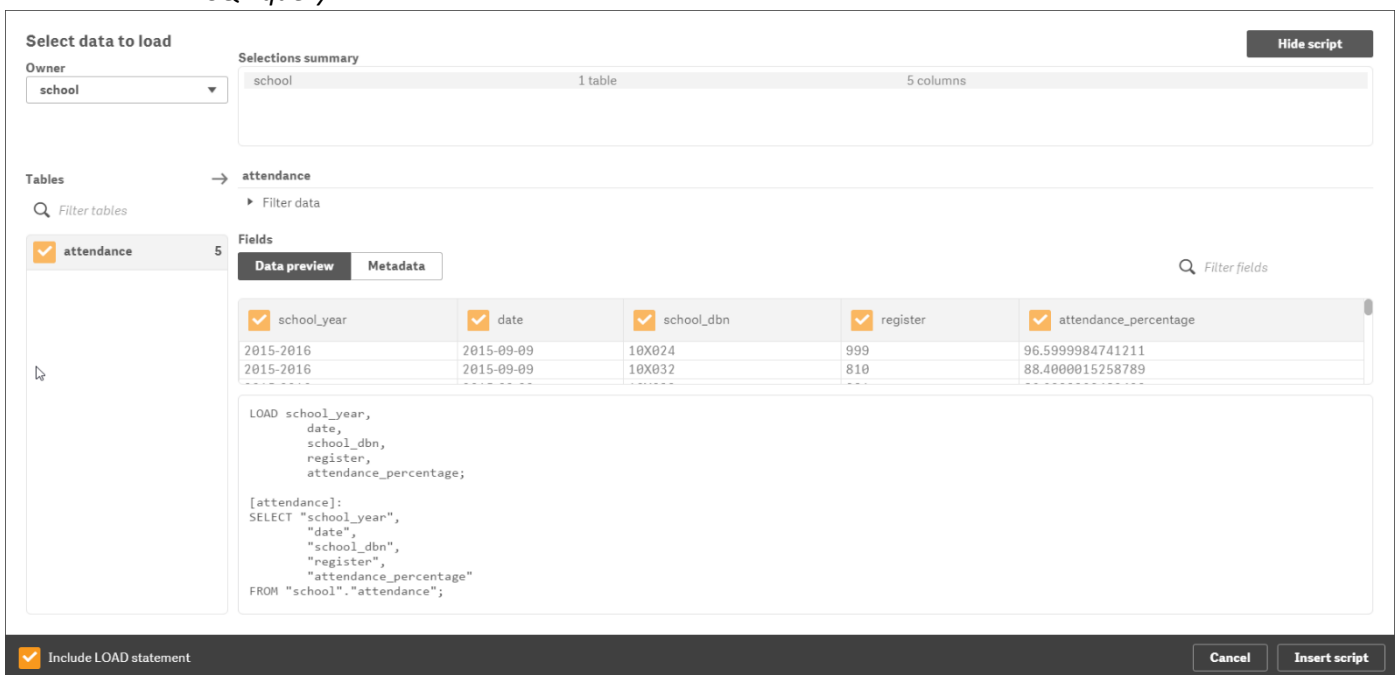 Select data to load
Hide script
Owner
Selections summary
school
school 1 table 5 columns
Tables
attendance
Filter tables
Filter data
attendance 5
Fields
Data preview Metadata
Filter fields
school_year date school_dbn register attendance_percentage
2015-2016 2015-09-09 10X024 999 96.5999984741211
2015-2016 2015-09-09 10X032 810 88.4000015258789
LOAD school_year,
date,
school_dbn,
register,
attendance_percentage;
[attendance]:
SELECT "school_year",
"date",
"school_dbn",
"register",
"attendance_percentage"
FROM "school"."attendance";
Include LOAD statement
Cancel Insert script